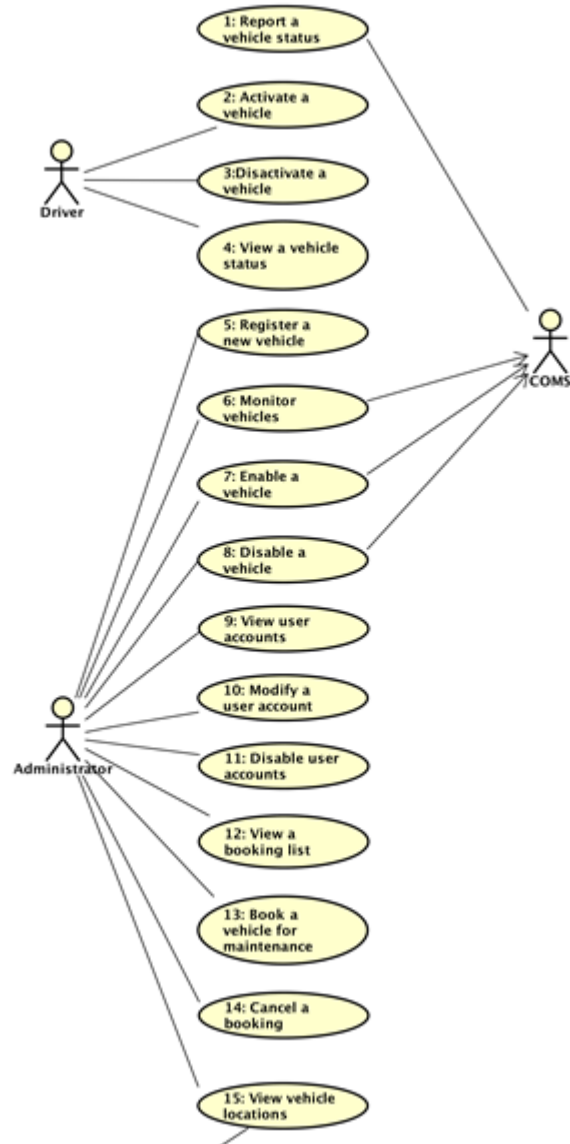 1: Report a
vehicle status
2: Activate a
vehicle
3:Disactivate a
vehicle
Driver
4: View a vehicle
status
5: Register a
new vehicle
COMS
6: Monitor
vehicles
7: Enable a
vehicle
8: Disable a
vehicle
9: View user
accounts
10: Modify a
user account
Administrator
11: Disable user
accounts
12: View a
booking list
13: Book a
vehicle for
maintenance
14: Cancel a
booking
15: View vehicle
locations